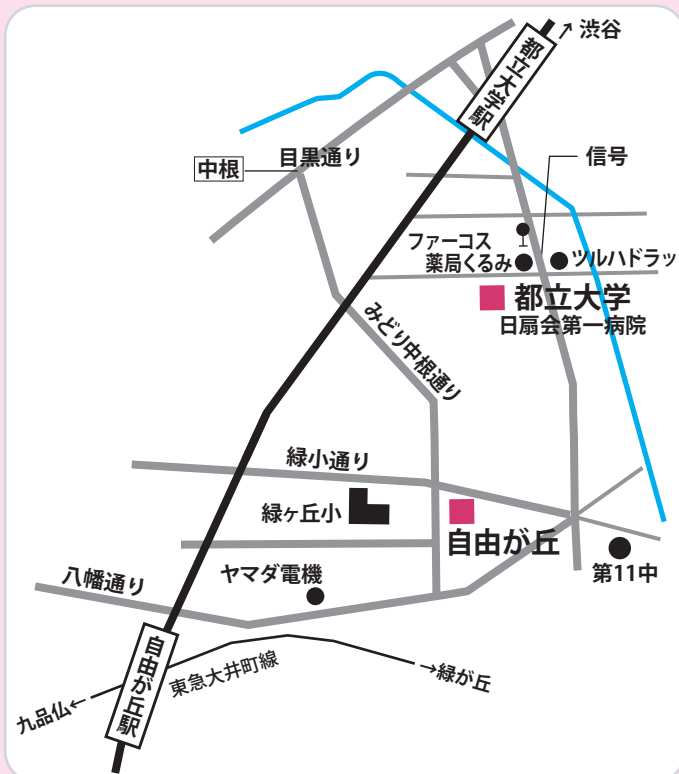 渋谷
都立大学駅
目黒通り
中根
信号
ファーコス
薬局くるみ
ツルハドラッ
都立大学
日扇会第一病院
みどり中根通り
緑小通り
緑ヶ丘小
自由が丘
第11中
八幡通り
ヤマダ電機
自由が丘駅
東急大井町線
→緑が丘
九品仏←